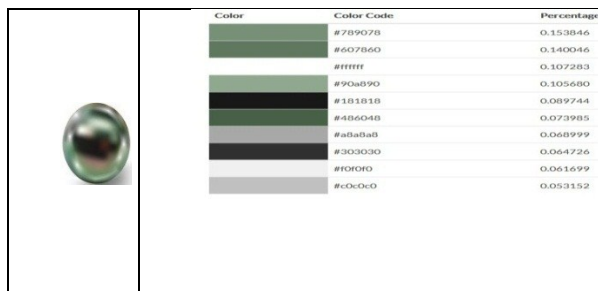 Color Color Code Percentage
#789078 0.153846
#607860 0.140046
#ffffff 0.107283
#90a890 0.105680
#181818 0.089744
#486048 0.073985
#a8a8a8 0.068999
#303030 0.064726
#f0f0f0 0.061699
#c0c0c0 0.053152